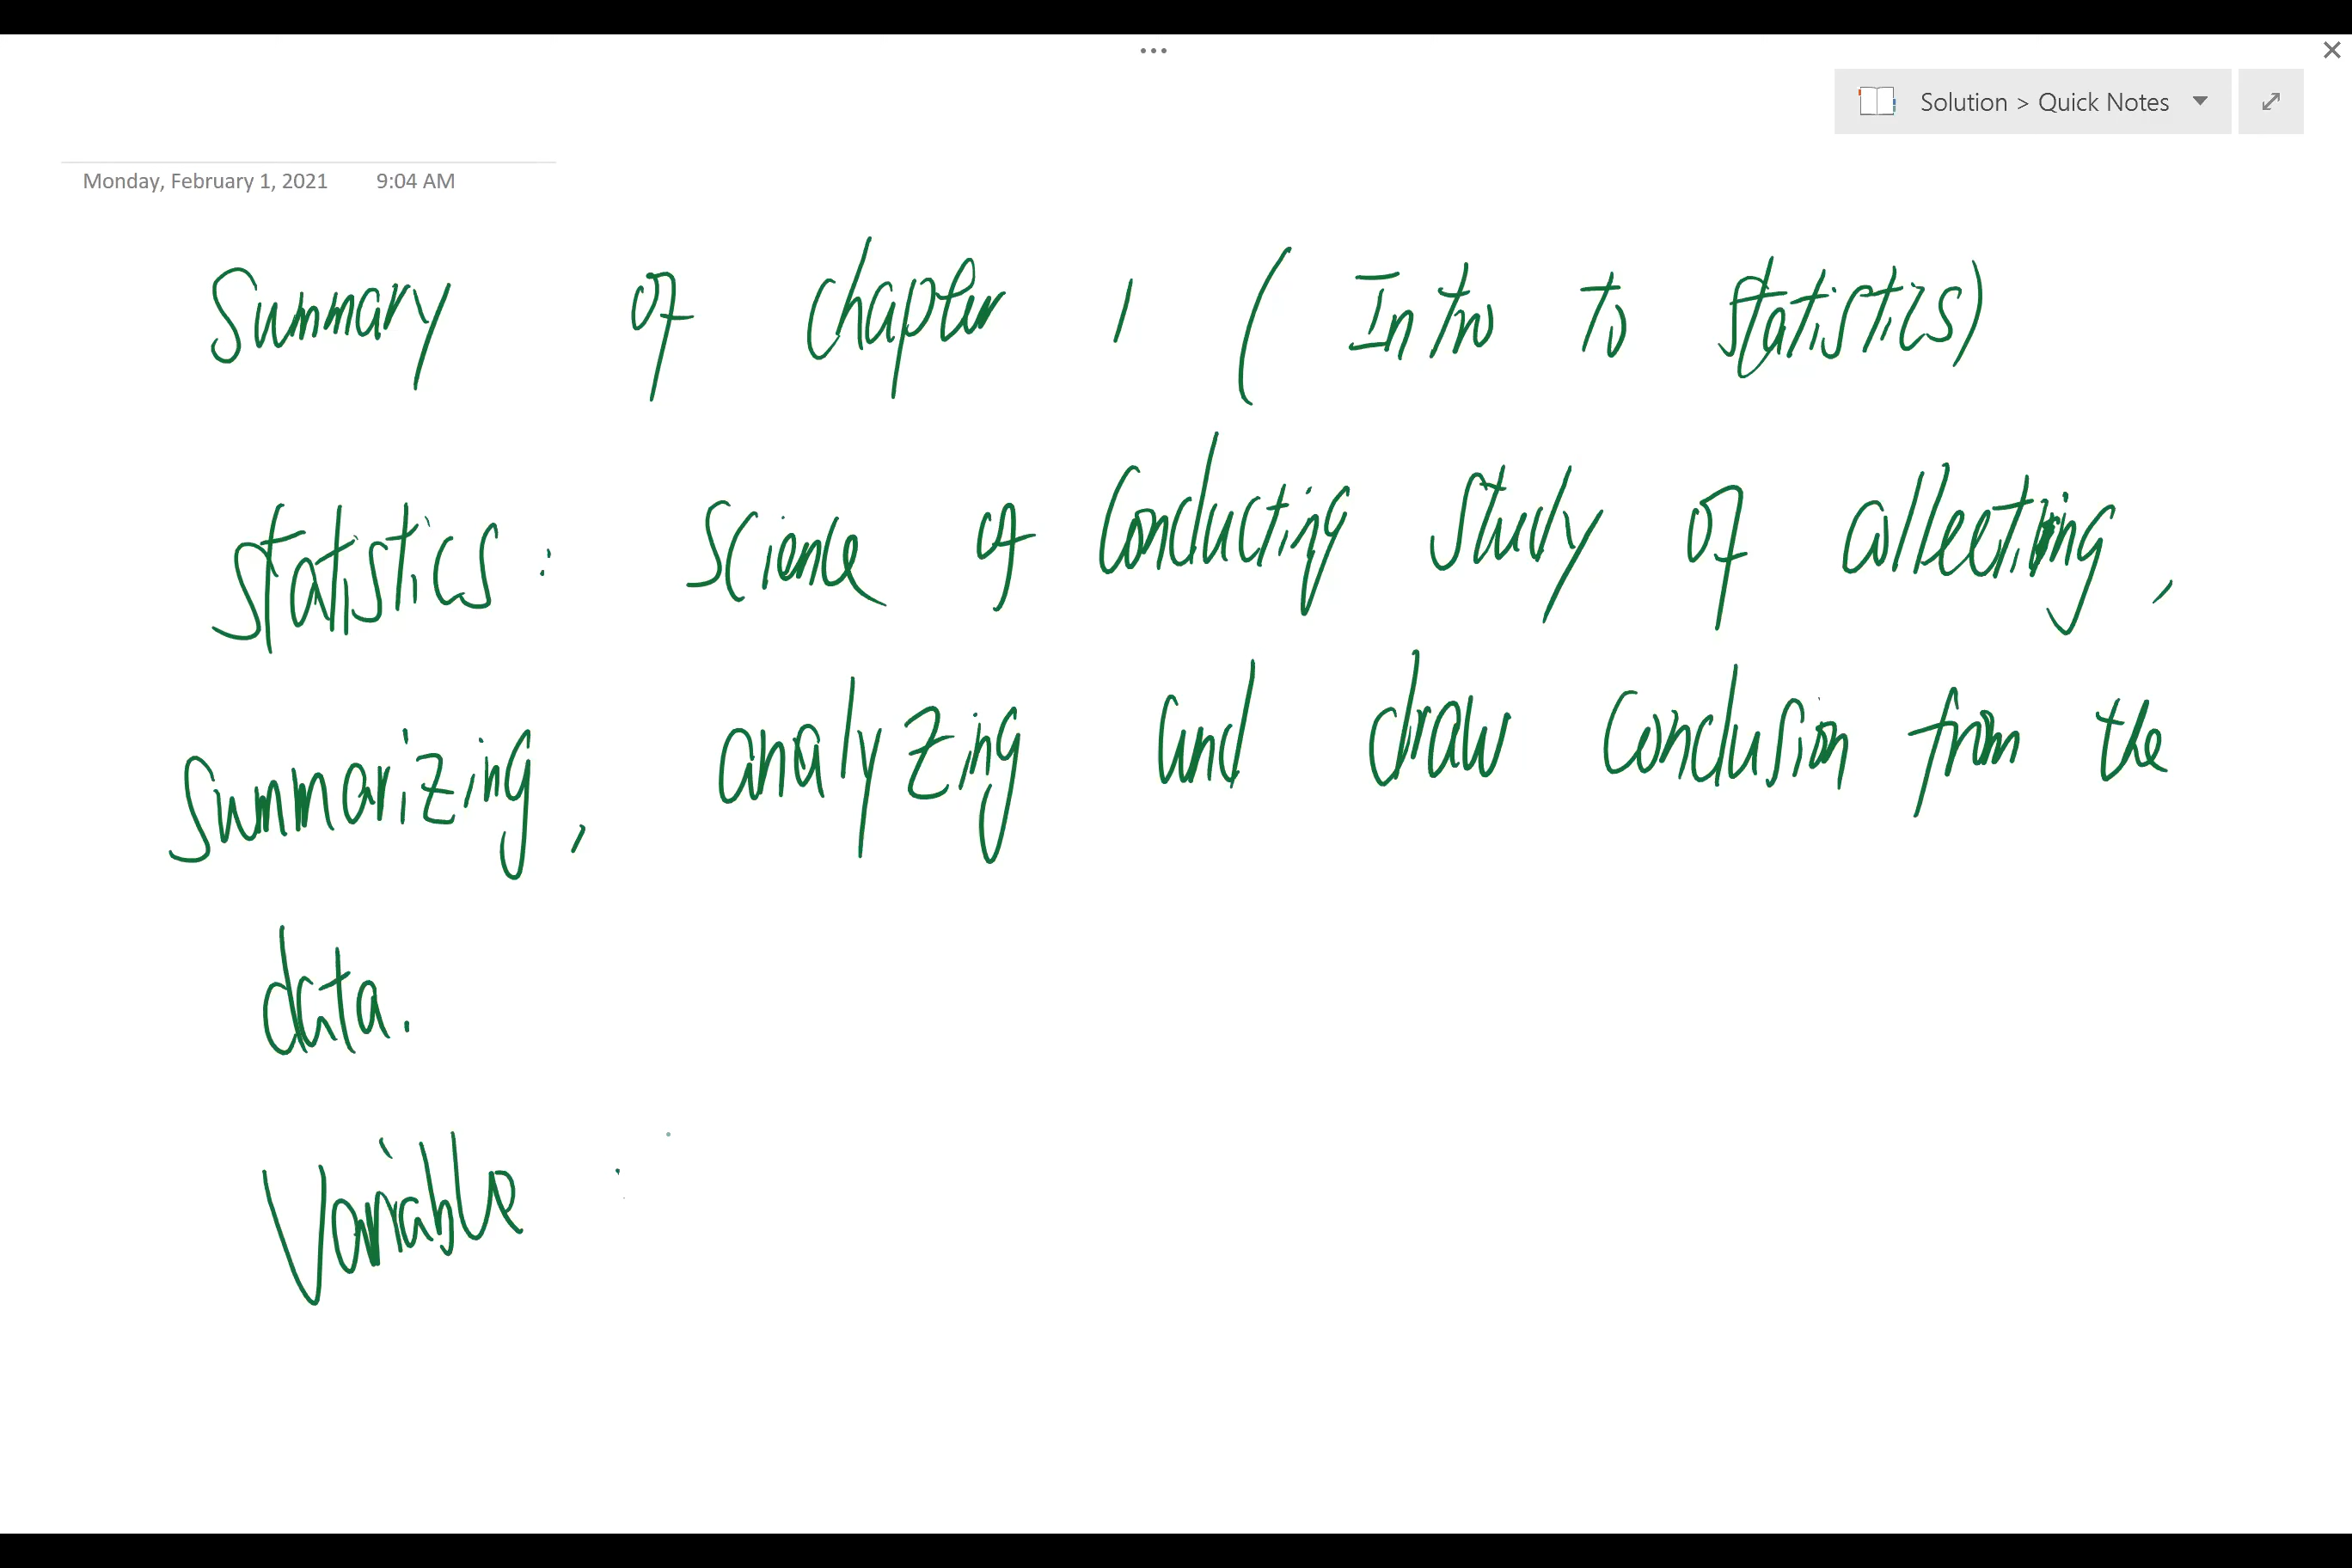 Solution > Quick Notes
Monday, February 1, 2021 9:04 AM
Summary of chapter 1 ( Intro to statistics)
Statistics: Science of Conducting Study of collecting,
Summarizing, analyzing and draw Conclusion from the
data.
Variable :